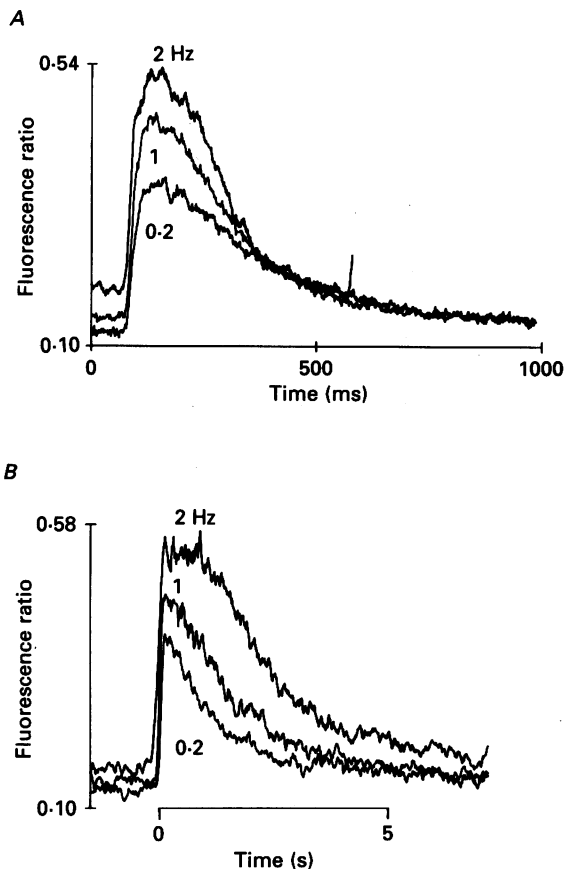 A
0·54
2 Hz
1
0·2
Fluorescence ratio
0·10
0
500
1000
Time (ms)
B
0·58
2 Hz
1
0·2
Fluorescence ratio
0·10
0
5
Time (s)